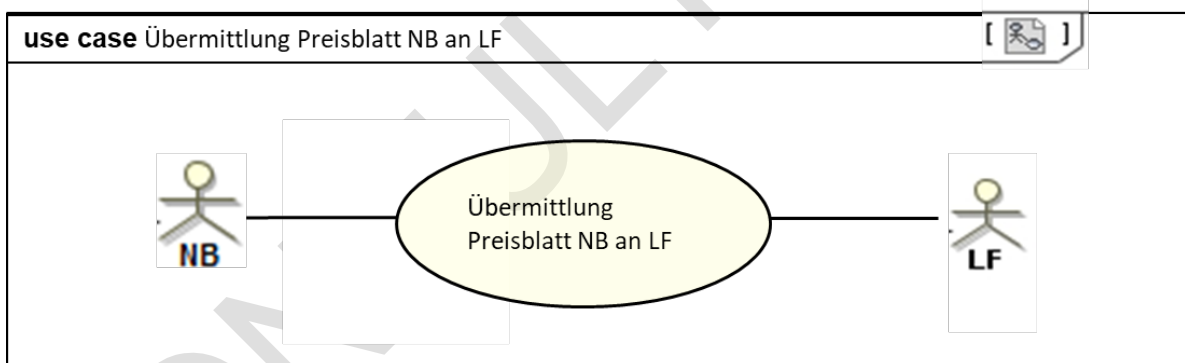 use case Übermittlung Preisblatt NB an LF
[ ]
Übermittlung
Preisblatt NB an LF
NB
LF